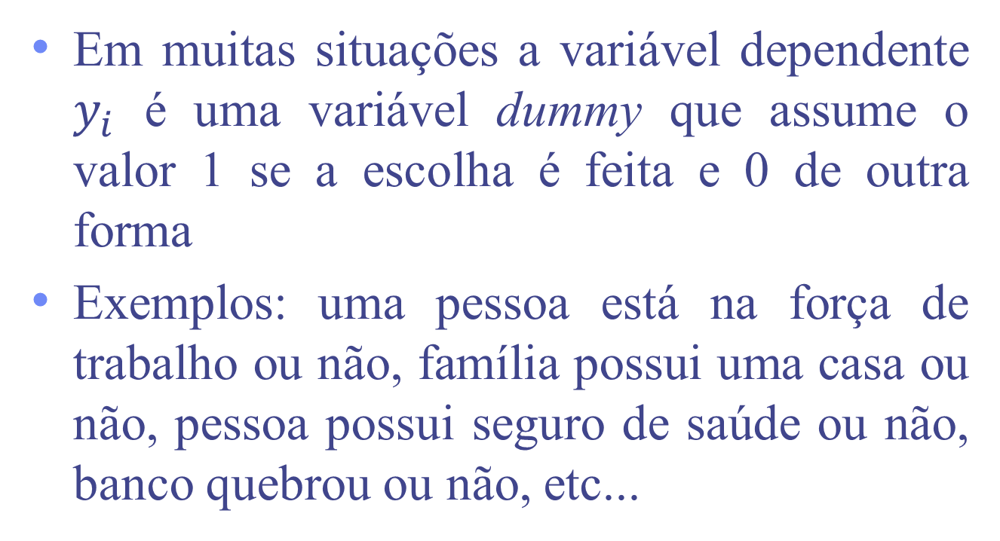 • Em muitas situações a variável dependente
y_i é uma variável dummy que assume o
valor 1 se a escolha é feita e 0 de outra
forma
• Exemplos: uma pessoa está na força de
trabalho ou não, família possui uma casa ou
não, pessoa possui seguro de saúde ou não,
banco quebrou ou não, etc...